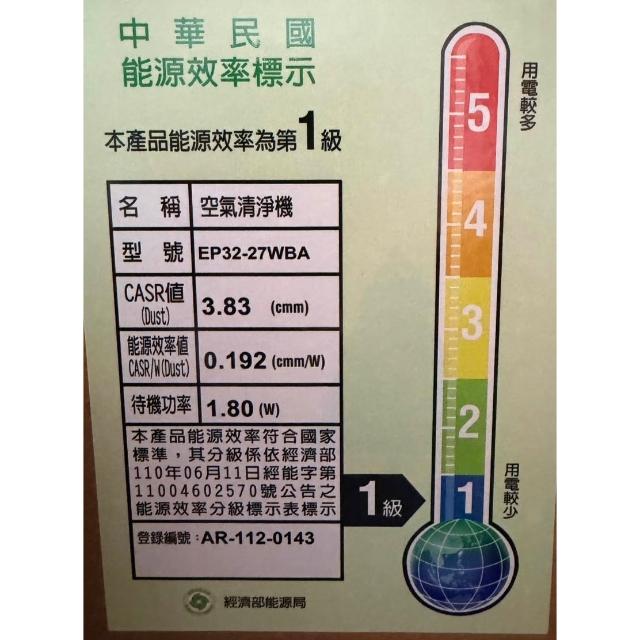 中華民國
能源效率標示
本產品能源效率為第1級
名稱 空氣清淨機
型號 EP32-27WBA
CASR值
(Dust) 3.83 (cmm)
能源效率值
CASR/W(Dust) 0.192 (cmm/W)
待機功率 1.80 (W)
本產品能源效率符合國家
標準，其分級係依經濟部
110年06月11日經能字第
11004602570號公告之
能源效率分級標示表標示
登錄編號：AR-112-0143
經濟部能源局
用電較多
5
4
3
2
1
用電較少
1級